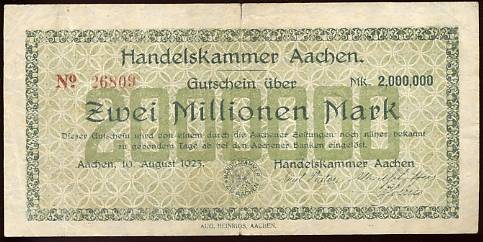 Handelskammer Aachen.
No 26809 Gutschein über Mk. 2,000,000
Zwei Millionen Mark
Dieser Gutschein wird von einem durch die Aachener Zeitungen noch näher bekannt
zu gebendem Tage ab bei den Aachener Banken eingelöst.
Aachen, 10. August 1923. Handelskammer Aachen
AUG. HEINRIGS, AACHEN.